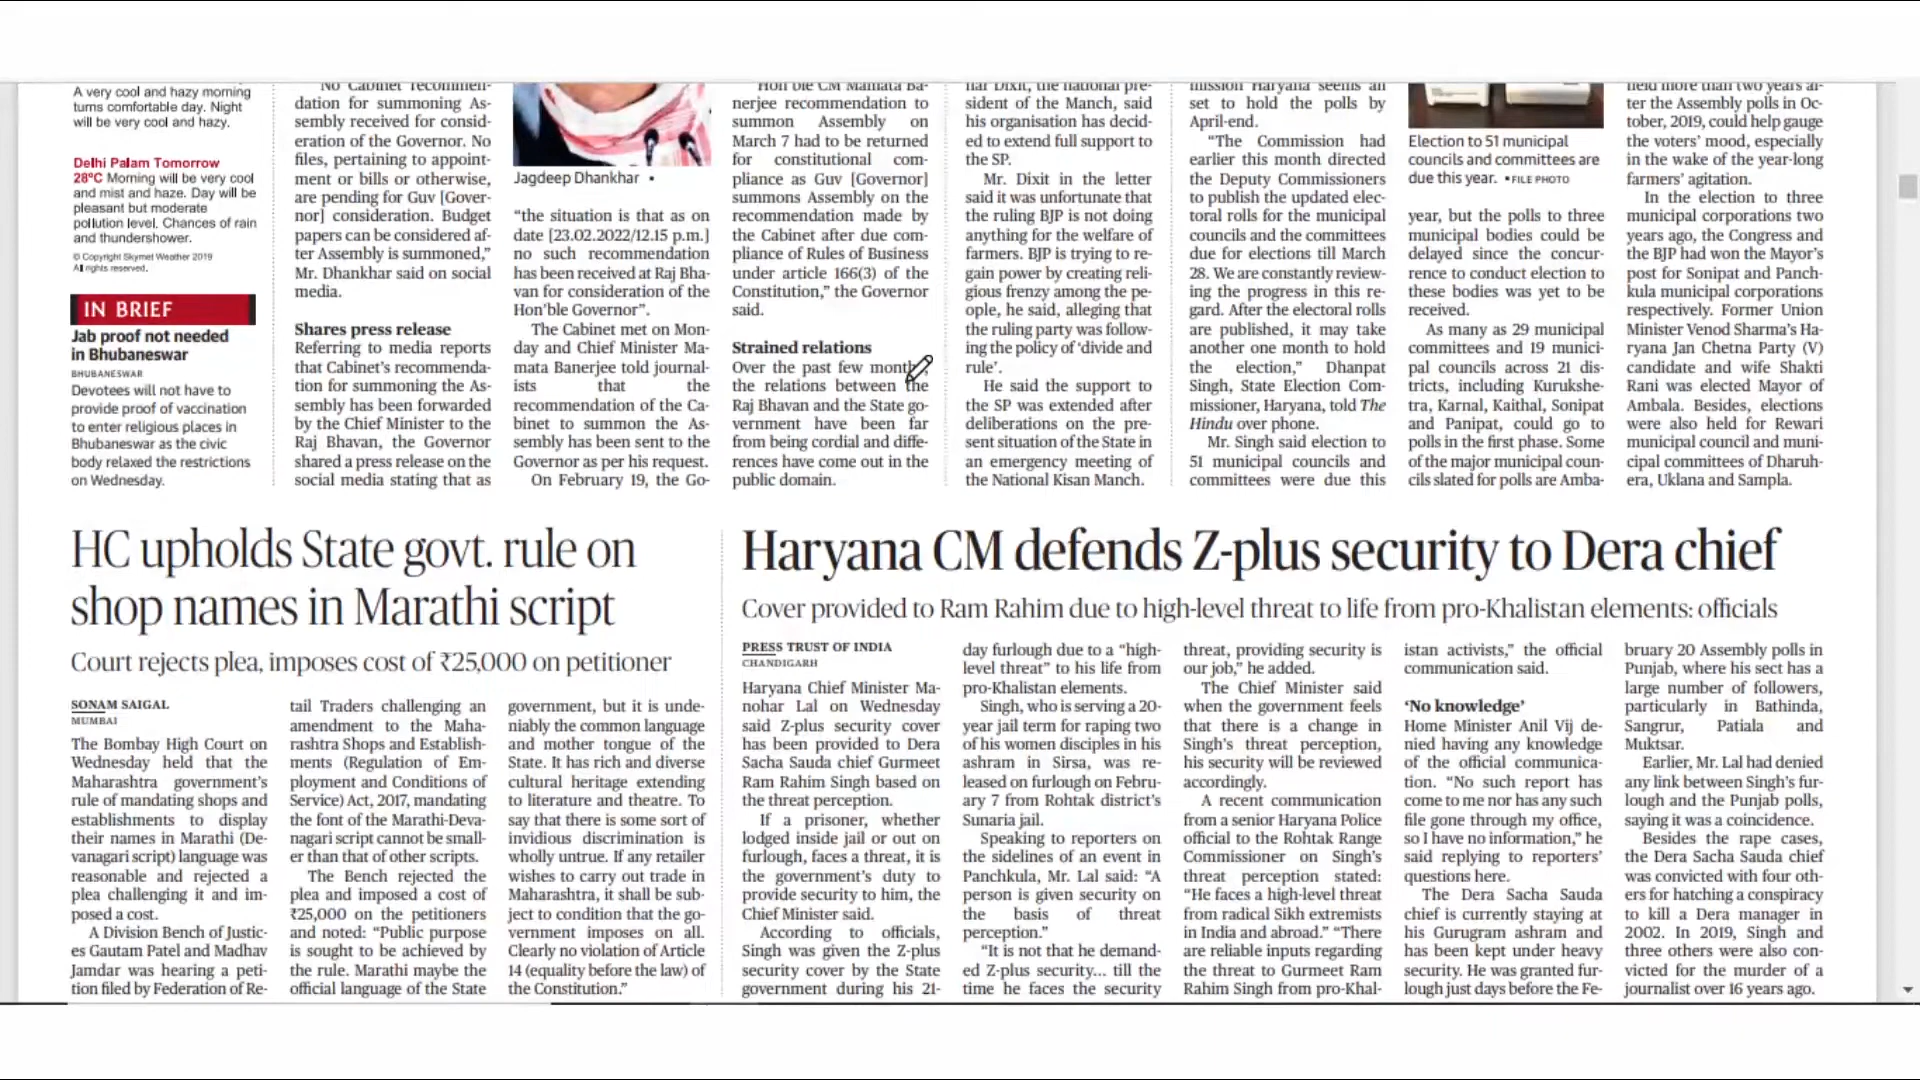 A very cool and hazy morning
turns comfortable day. Night
will be very cool and hazy.
Delhi Palam Tomorrow
28°C Morning will be very cool
and mist and haze. Day will be
pleasant but moderate
pollution level. Chances of rain
and thundershower.
© Copyright Skymet Weather 2019
All rights reserved.
IN BRIEF
Jab proof not needed
in Bhubaneswar
BHUBANESWAR
Devotees will not have to
provide proof of vaccination
to enter religious places in
Bhubaneswar as the civic
body relaxed the restrictions
on Wednesday.
"No Cabinet recommen-
dation for summoning As-
sembly received for consid-
eration of the Governor. No
files, pertaining to appoint-
ment or bills or otherwise,
are pending for Guv [Gover-
nor] consideration. Budget
papers can be considered af-
ter Assembly is summoned,"
Mr. Dhankhar said on social
media.
Shares press release
Referring to media reports
that Cabinet's recommenda-
tion for summoning the As-
sembly has been forwarded
by the Chief Minister to the
Raj Bhavan, the Governor
shared a press release on the
social media stating that as
Jagdeep Dhankhar •
"the situation is that as on
date [23.02.2022/12.15 p.m.]
no such recommendation
has been received at Raj Bha-
van for consideration of the
Hon'ble Governor".
The Cabinet met on Mon-
day and Chief Minister Ma-
mata Banerjee told journal-
ists that the
recommendation of the Ca-
binet to summon the As-
sembly has been sent to the
Governor as per his request.
On February 19, the Go-
Hon'ble CM Mamata Ba-
nerjee recommendation to
summon Assembly on
March 7 had to be returned
for constitutional com-
pliance as Guv [Governor]
summons Assembly on the
recommendation made by
the Cabinet after due com-
pliance of Rules of Business
under article 166(3) of the
Constitution," the Governor
said.
Strained relations
Over the past few months,
the relations between the
Raj Bhavan and the State go-
vernment have been far
from being cordial and diffe-
rences have come out in the
public domain.
har Dixit, the national pre-
sident of the Manch, said
his organisation has decid-
ed to extend full support to
the SP.
Mr. Dixit in the letter
said it was unfortunate that
the ruling BJP is not doing
anything for the welfare of
farmers. BJP is trying to re-
gain power by creating reli-
gious frenzy among the pe-
ople, he said, alleging that
the ruling party was follow-
ing the policy of 'divide and
rule'.
He said the support to
the SP was extended after
deliberations on the pre-
sent situation of the State in
an emergency meeting of
the National Kisan Manch.
mission Haryana seems all
set to hold the polls by
April-end.
"The Commission had
earlier this month directed
the Deputy Commissioners
to publish the updated elec-
toral rolls for the municipal
councils and the committees
due for elections till March
28. We are constantly review-
ing the progress in this re-
gard. After the electoral rolls
are published, it may take
another one month to hold
the election," Dhanpat
Singh, State Election Com-
missioner, Haryana, told The
Hindu over phone.
Mr. Singh said election to
51 municipal councils and
committees were due this
Election to 51 municipal
councils and committees are
due this year. •FILE PHOTO
year, but the polls to three
municipal bodies could be
delayed since the concur-
rence to conduct election to
these bodies was yet to be
received.
As many as 29 municipal
committees and 19 munici-
pal councils across 21 dis-
tricts, including Kurukshe-
tra, Karnal, Kaithal, Sonipat
and Panipat, could go to
polls in the first phase. Some
of the major municipal coun-
cils slated for polls are Amba-
held more than two years af-
ter the Assembly polls in Oc-
tober, 2019, could help gauge
the voters' mood, especially
in the wake of the year-long
farmers' agitation.
In the election to three
municipal corporations two
years ago, the Congress and
the BJP had won the Mayor's
post for Sonipat and Panch-
kula municipal corporations
respectively. Former Union
Minister Venod Sharma's Ha-
ryana Jan Chetna Party (V)
candidate and wife Shakti
Rani was elected Mayor of
Ambala. Besides, elections
were also held for Rewari
municipal council and muni-
cipal committees of Dharuh-
era, Uklana and Sampla.
HC upholds State govt. rule on
shop names in Marathi script
Court rejects plea, imposes cost of ₹25,000 on petitioner
SONAM SAIGAL
MUMBAI
The Bombay High Court on
Wednesday held that the
Maharashtra government's
rule of mandating shops and
establishments to display
their names in Marathi (De-
vanagari script) language was
reasonable and rejected a
plea challenging it and im-
posed a cost.
A Division Bench of Justic-
es Gautam Patel and Madhav
Jamdar was hearing a peti-
tion filed by Federation of Re-
tail Traders challenging an
amendment to the Maha-
rashtra Shops and Establish-
ments (Regulation of Em-
ployment and Conditions of
Service) Act, 2017, mandating
the font of the Marathi-Deva-
nagari script cannot be small-
er than that of other scripts.
The Bench rejected the
plea and imposed a cost of
₹25,000 on the petitioners
and noted: "Public purpose
is sought to be achieved by
the rule. Marathi maybe the
official language of the State
government, but it is unde-
niably the common language
and mother tongue of the
State. It has rich and diverse
cultural heritage extending
to literature and theatre. To
say that there is some sort of
invidious discrimination is
wholly untrue. If any retailer
wishes to carry out trade in
Maharashtra, it shall be sub-
ject to condition that the go-
vernment imposes on all.
Clearly no violation of Article
14 (equality before the law) of
the Constitution."
Haryana CM defends Z-plus security to Dera chief
Cover provided to Ram Rahim due to high-level threat to life from pro-Khalistan elements: officials
PRESS TRUST OF INDIA
CHANDIGARH
Haryana Chief Minister Ma-
nohar Lal on Wednesday
said Z-plus security cover
has been provided to Dera
Sacha Sauda chief Gurmeet
Ram Rahim Singh based on
the threat perception.
If a prisoner, whether
lodged inside jail or out on
furlough, faces a threat, it is
the government's duty to
provide security to him, the
Chief Minister said.
According to officials,
Singh was given the Z-plus
security cover by the State
government during his 21-
day furlough due to a "high-
level threat" to his life from
pro-Khalistan elements.
Singh, who is serving a 20-
year jail term for raping two
of his women disciples in his
ashram in Sirsa, was re-
leased on furlough on Febru-
ary 7 from Rohtak district's
Sunaria jail.
Speaking to reporters on
the sidelines of an event in
Panchkula, Mr. Lal said: "A
person is given security on
the basis of threat
perception."
"It is not that he demand-
ed Z-plus security... till the
time he faces the security
threat, providing security is
our job," he added.
The Chief Minister said
when the government feels
that there is a change in
Singh's threat perception,
his security will be reviewed
accordingly.
A recent communication
from a senior Haryana Police
official to the Rohtak Range
Commissioner on Singh's
threat perception stated:
"He faces a high-level threat
from radical Sikh extremists
in India and abroad." "There
are reliable inputs regarding
the threat to Gurmeet Ram
Rahim Singh from pro-Khal-
istan activists," the official
communication said.
'No knowledge'
Home Minister Anil Vij de-
nied having any knowledge
of the official communica-
tion. "No such report has
come to me nor has any such
file gone through my office,
so I have no information," he
said replying to reporters'
questions here.
The Dera Sacha Sauda
chief is currently staying at
his Gurugram ashram and
has been kept under heavy
security. He was granted fur-
lough just days before the Fe-
bruary 20 Assembly polls in
Punjab, where his sect has a
large number of followers,
particularly in Bathinda,
Sangrur, Patiala and
Muktsar.
Earlier, Mr. Lal had denied
any link between Singh's fur-
lough and the Punjab polls,
saying it was a coincidence.
Besides the rape cases,
the Dera Sacha Sauda chief
was convicted with four oth-
ers for hatching a conspiracy
to kill a Dera manager in
2002. In 2019, Singh and
three others were also con-
victed for the murder of a
journalist over 16 years ago.